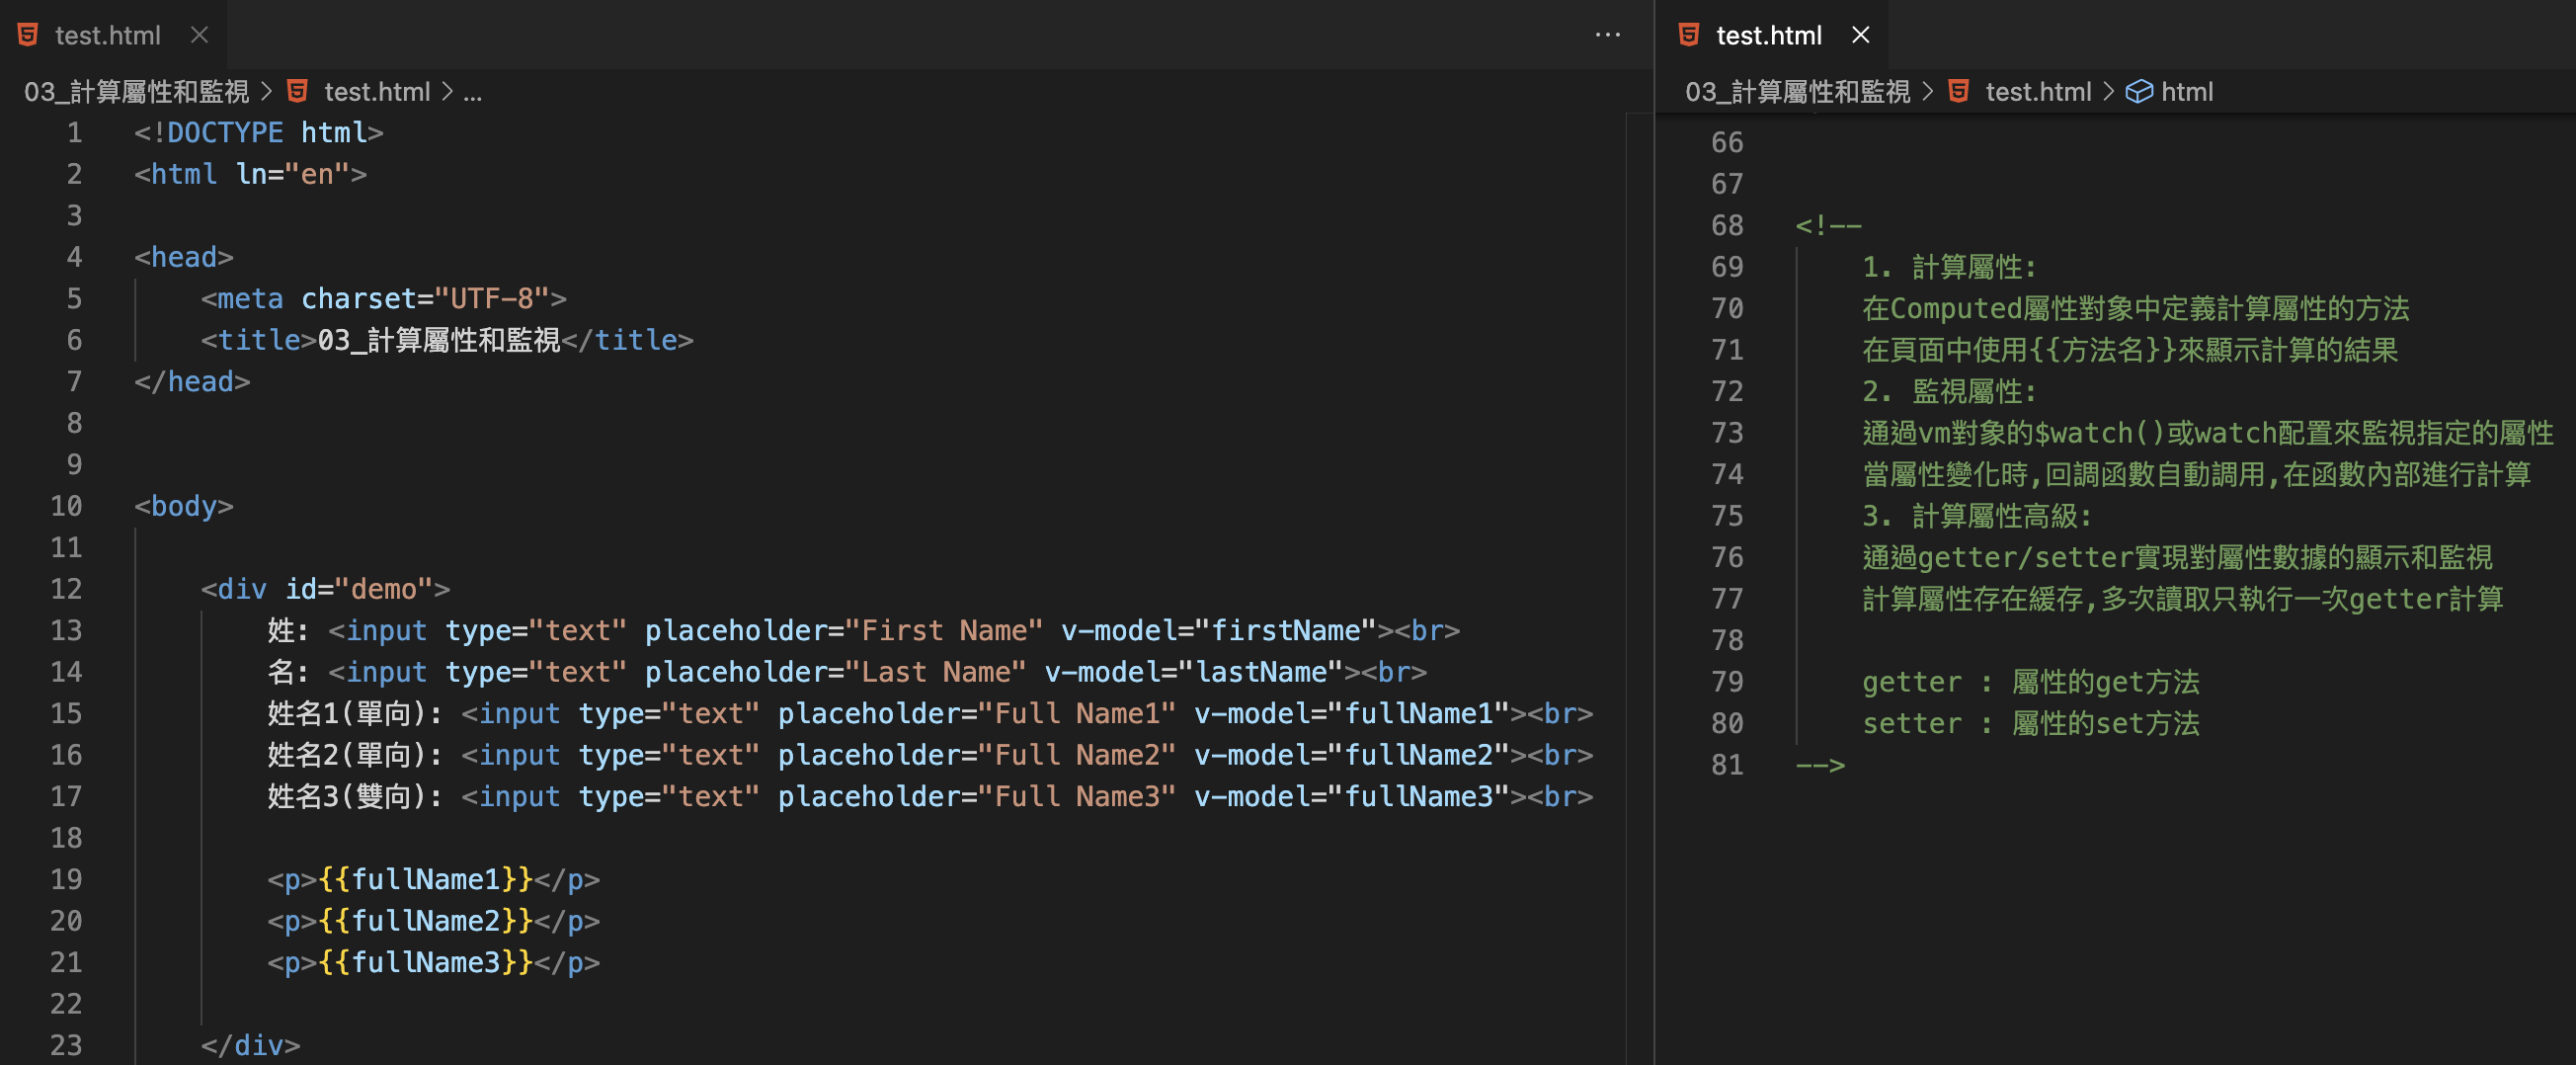 test.html
03_計算屬性和監視 > test.html > ...
1 <!DOCTYPE html>
2 <html ln="en">
3
4 <head>
5     <meta charset="UTF-8">
6     <title>03_計算屬性和監視</title>
7 </head>
8
9
10 <body>
11
12     <div id="demo">
13         姓: <input type="text" placeholder="First Name" v-model="firstName"><br>
14         名: <input type="text" placeholder="Last Name" v-model="lastName"><br>
15         姓名1(單向): <input type="text" placeholder="Full Name1" v-model="fullName1"><br>
16         姓名2(單向): <input type="text" placeholder="Full Name2" v-model="fullName2"><br>
17         姓名3(雙向): <input type="text" placeholder="Full Name3" v-model="fullName3"><br>
18
19         <p>{{fullName1}}</p>
20         <p>{{fullName2}}</p>
21         <p>{{fullName3}}</p>
22
23     </div>
test.html
03_計算屬性和監視 > test.html > html
66
67
68 <!--
69     1. 計算屬性:
70     在Computed屬性對象中定義計算屬性的方法
71     在頁面中使用{{方法名}}來顯示計算的結果
72     2. 監視屬性:
73     通過vm對象的$watch()或watch配置來監視指定的屬性
74     當屬性變化時,回調函數自動調用,在函數內部進行計算
75     3. 計算屬性高級:
76     通過getter/setter實現對屬性數據的顯示和監視
77     計算屬性存在緩存,多次讀取只執行一次getter計算
78
79     getter : 屬性的get方法
80     setter : 屬性的set方法
81 -->